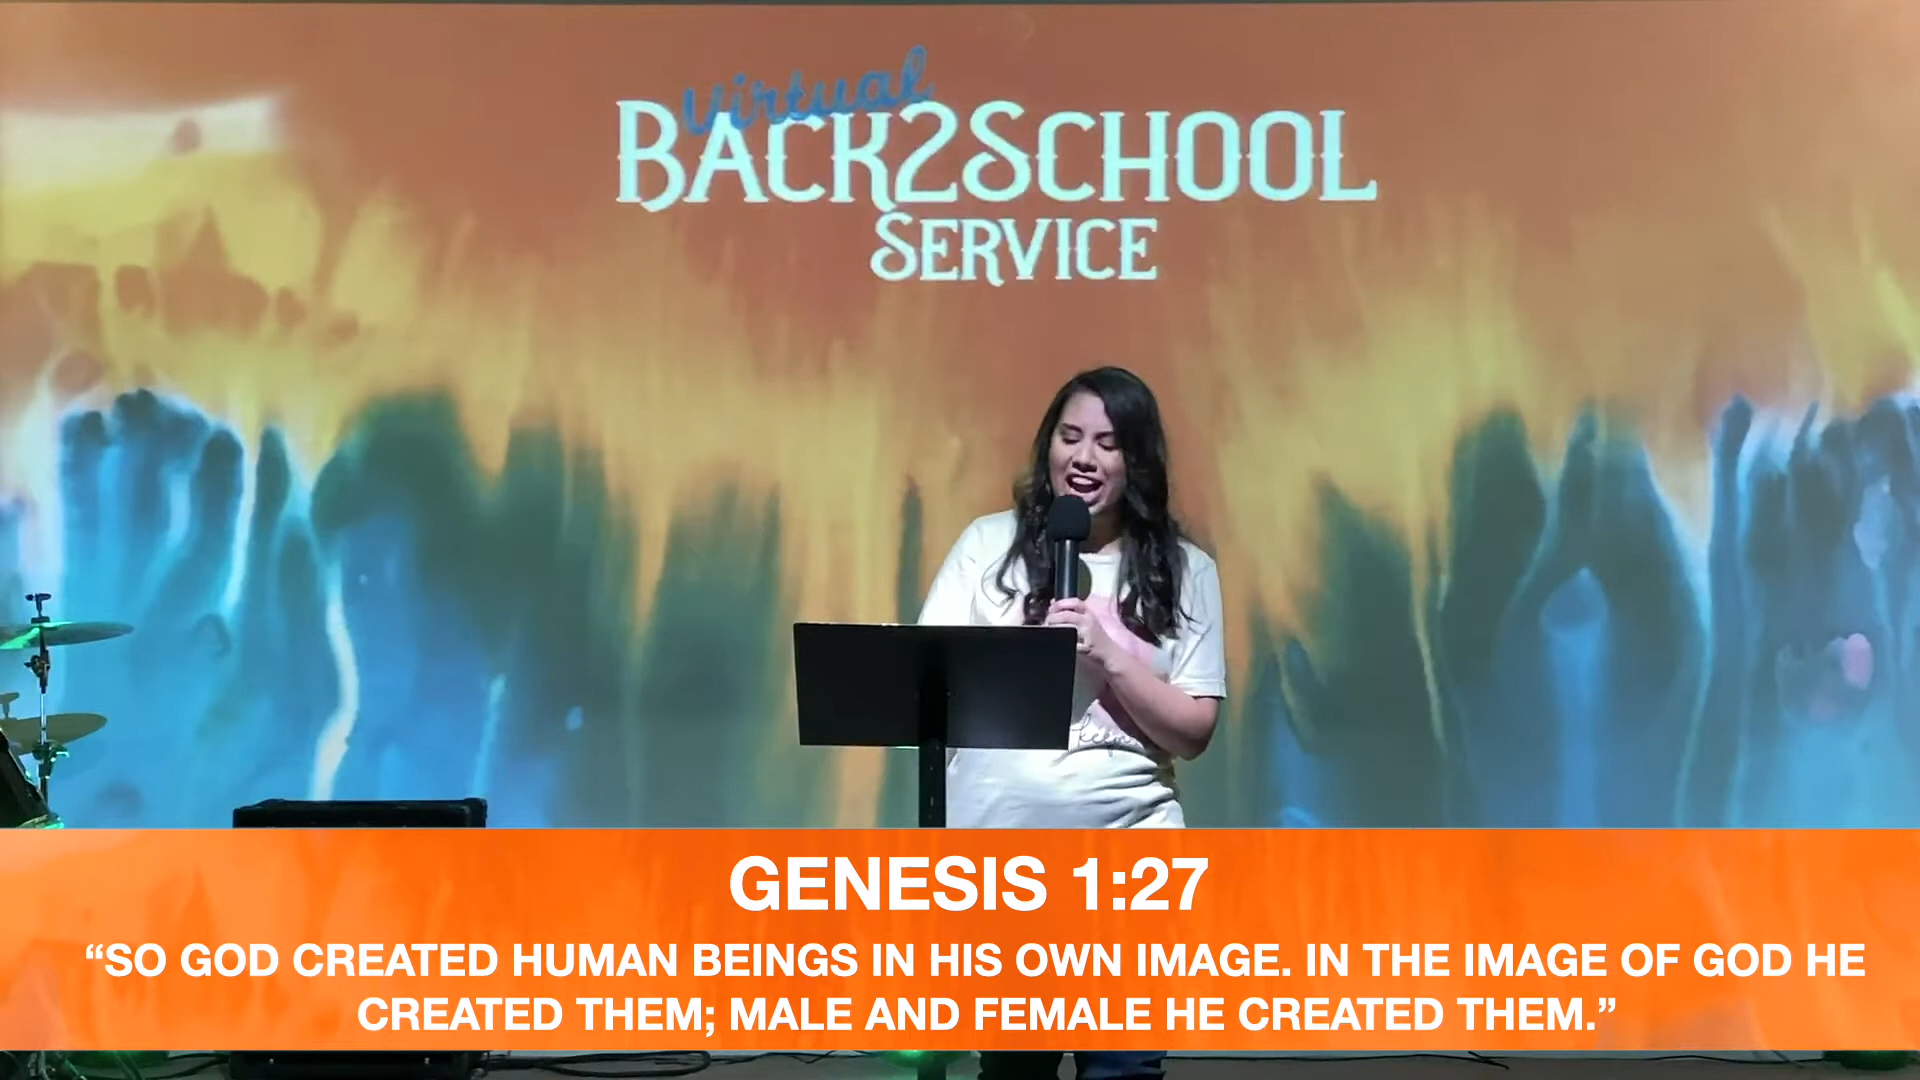 Virtual
BACK2SCHOOL
SERVICE
GENESIS 1:27
“SO GOD CREATED HUMAN BEINGS IN HIS OWN IMAGE. IN THE IMAGE OF GOD HE
CREATED THEM; MALE AND FEMALE HE CREATED THEM.”